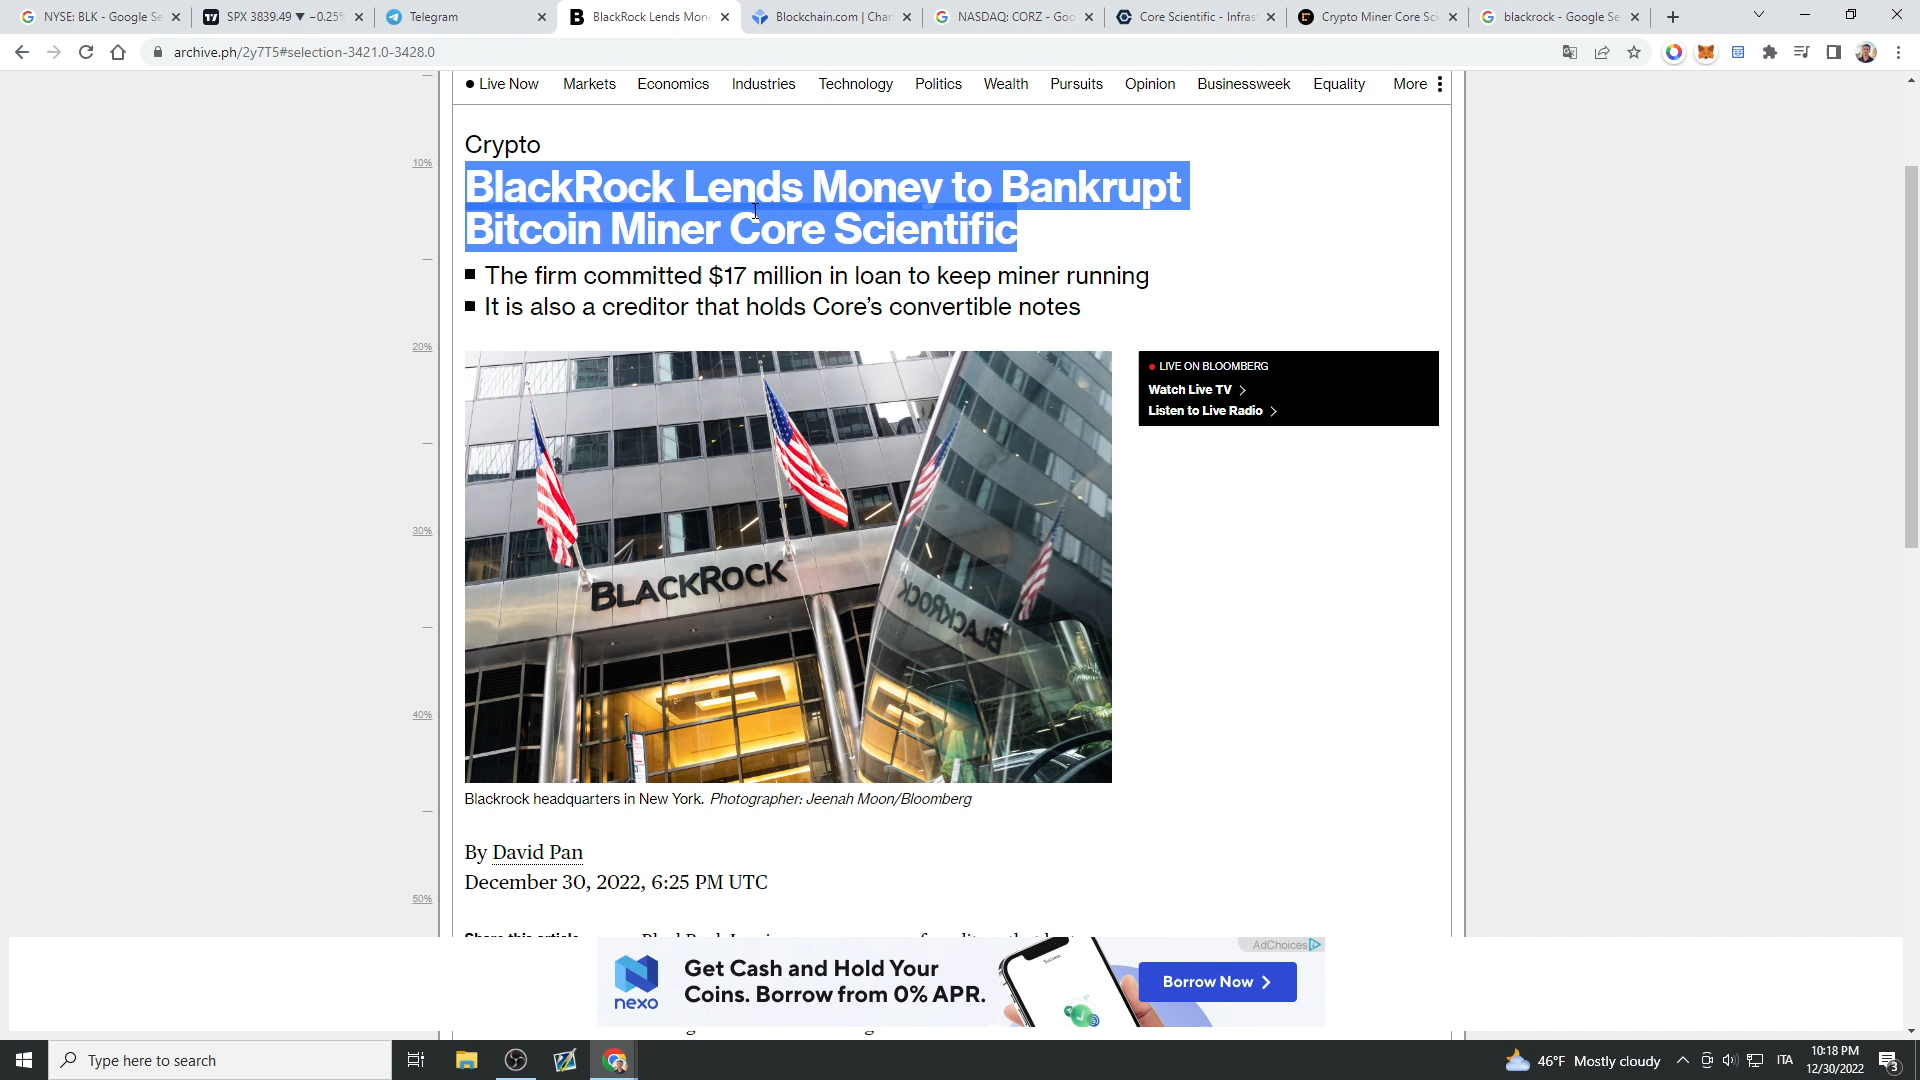 NYSE: BLK - Google Se
SPX 3839.49 ▼ −0.25%
Telegram
BlackRock Lends Mone
Blockchain.com | Char
NASDAQ: CORZ - Goo
Core Scientific - Infras
Crypto Miner Core Sci
blackrock - Google Se
archive.ph/2y7T5#selection-3421.0-3428.0
Live Now Markets Economics Industries Technology Politics Wealth Pursuits Opinion Businessweek Equality More
Crypto
10%
BlackRock Lends Money to Bankrupt
Bitcoin Miner Core Scientific
■ The firm committed $17 million in loan to keep miner running
■ It is also a creditor that holds Core's convertible notes
20%
LIVE ON BLOOMBERG
Watch Live TV >
Listen to Live Radio >
30%
BLACKROCK
BLACKROCK
40%
Blackrock headquarters in New York. Photographer: Jeenah Moon/Bloomberg
By David Pan
December 30, 2022, 6:25 PM UTC
50%
Share this article
AdChoices
nexo
Get Cash and Hold Your
Coins. Borrow from 0% APR.
Success
Borrow Now >
Type here to search
46°F Mostly cloudy
ITA
10:18 PM
12/30/2022
3